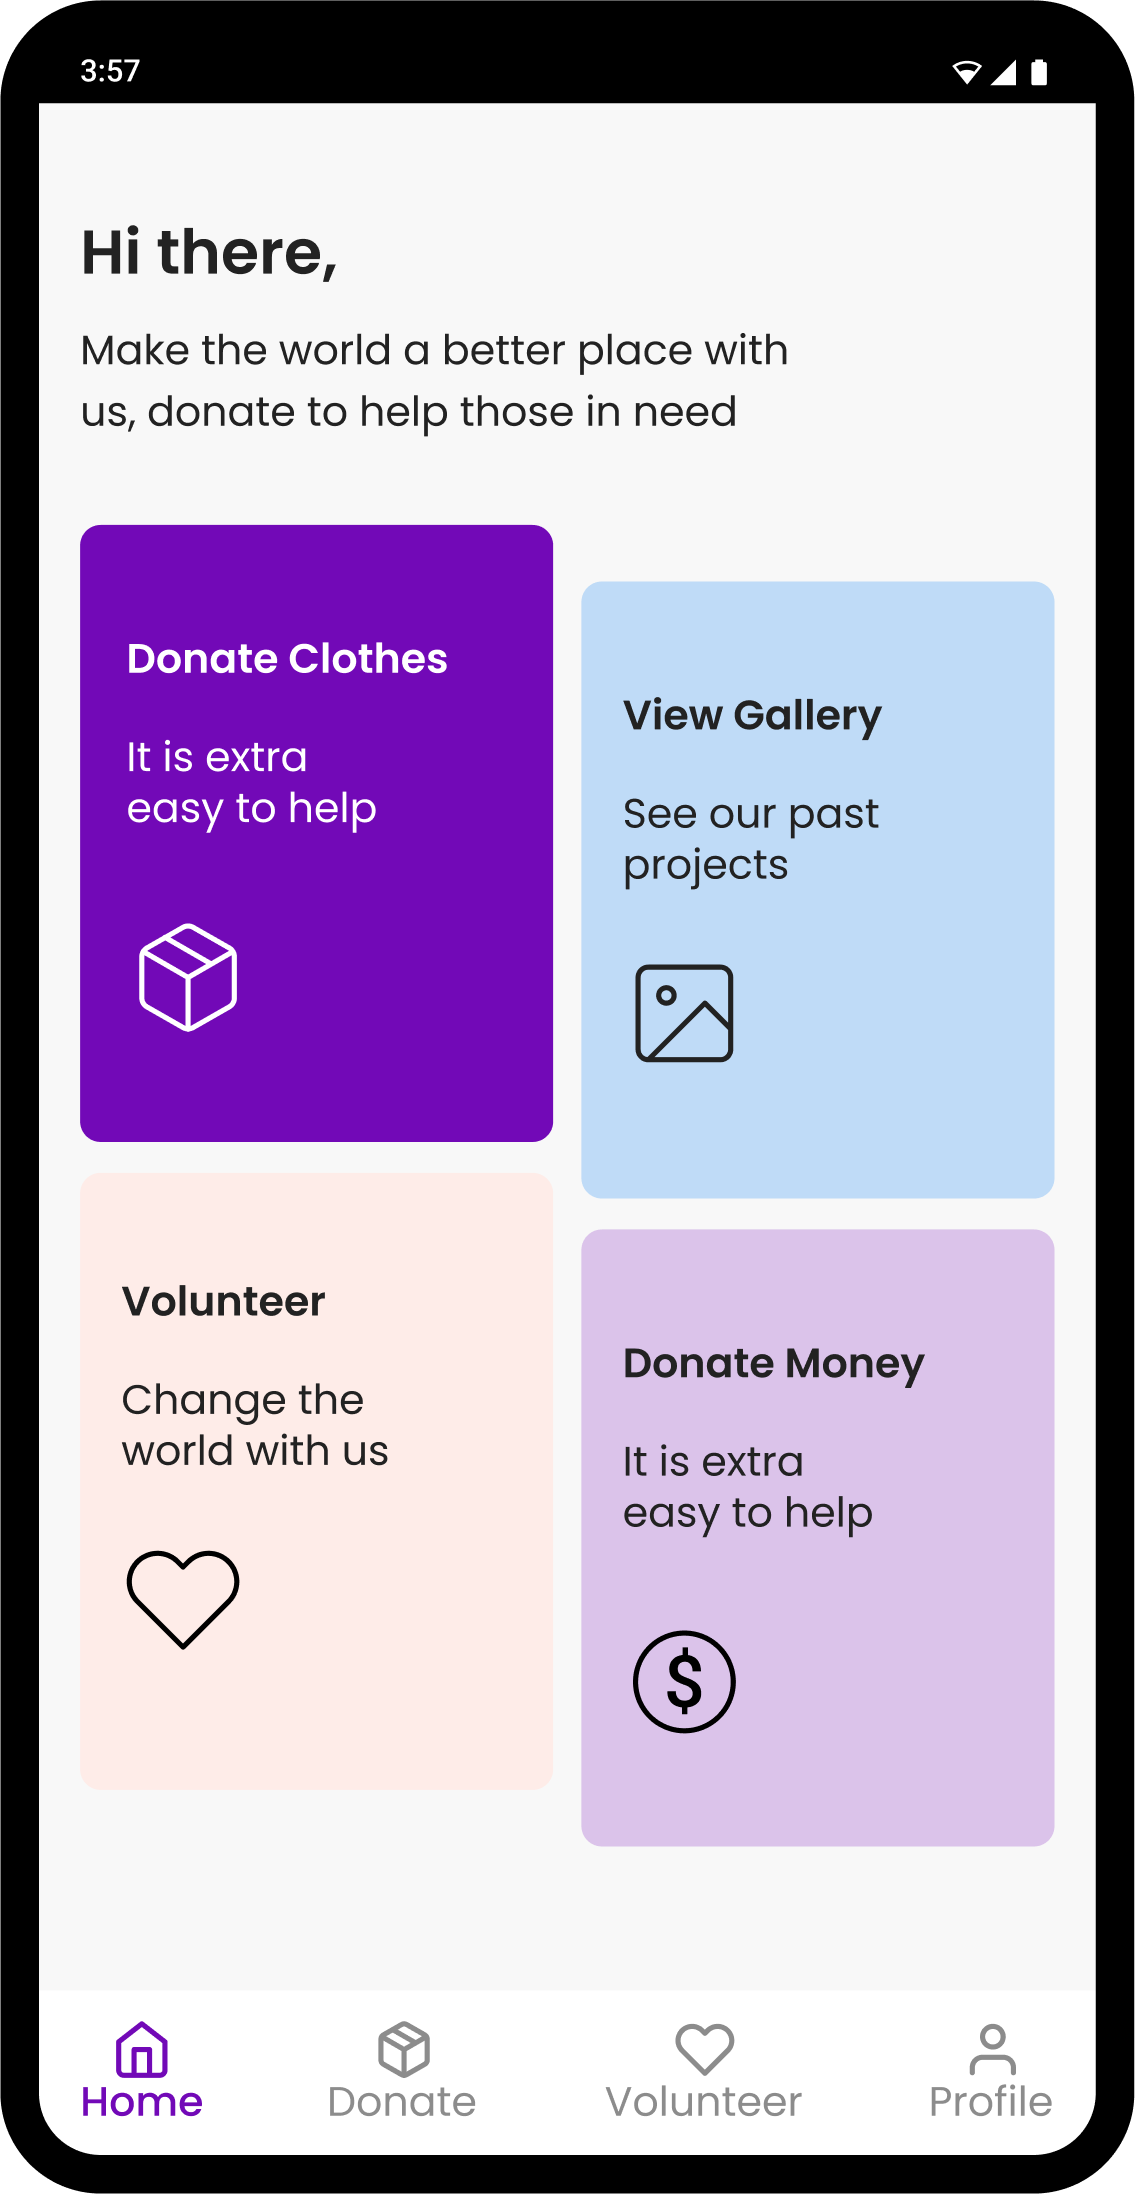 3:57
Hi there,
Make the world a better place with
us, donate to help those in need
Donate Clothes
It is extra
easy to help
View Gallery
See our past
projects
Volunteer
Change the
world with us
Donate Money
It is extra
easy to help
$
Home
Donate
Volunteer
Profile